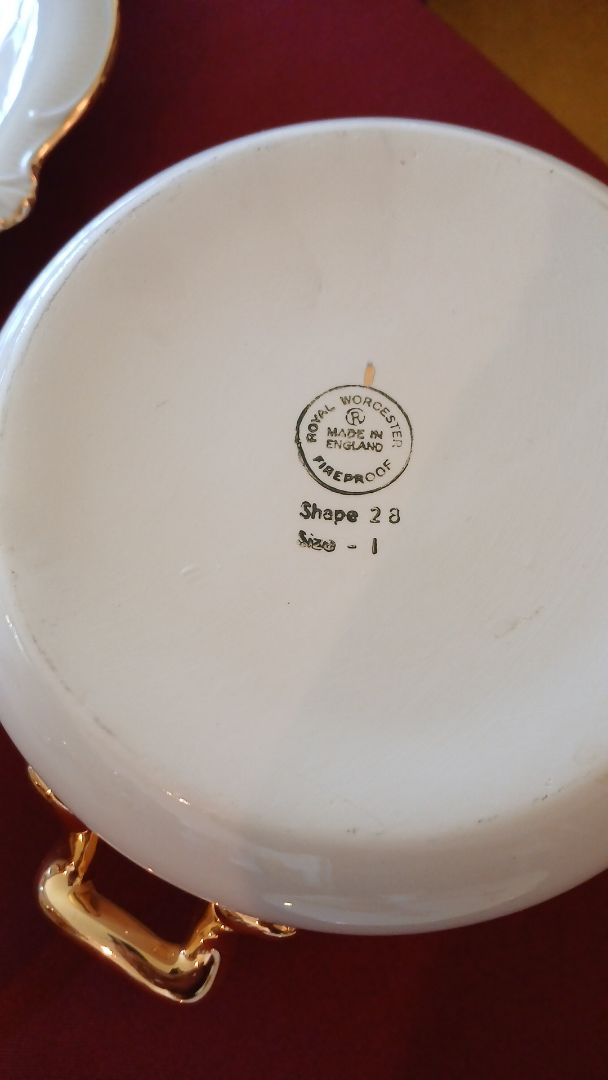 ROYAL WORCESTER
®
MADE IN
ENGLAND
FIREPROOF
Shape 28
Size - 1